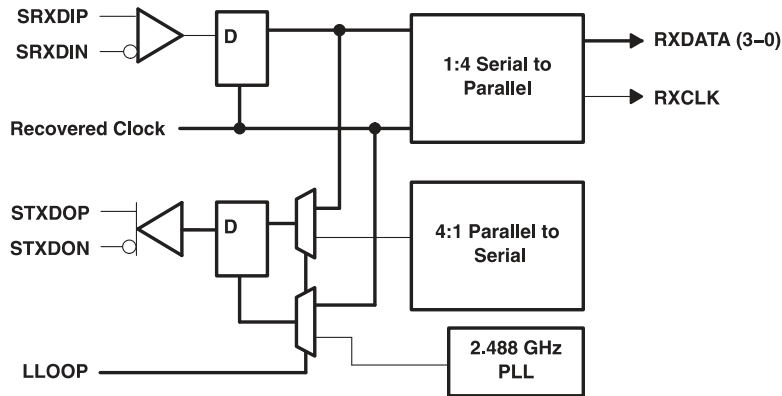 SRXDIP
SRXDIN
D
1:4 Serial to
Parallel
RXDATA (3–0)
RXCLK
Recovered Clock
STXDOP
STXDON
D
4:1 Parallel to
Serial
2.488 GHz
PLL
LLOOP